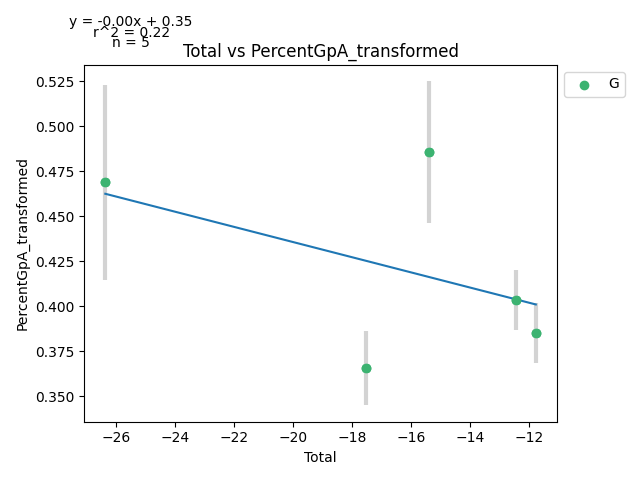 y = -0.00x + 0.35
r^2 = 0.22
n = 5
Total vs PercentGpA_transformed
G
0.525
0.500
0.475
0.450
0.425
0.400
0.375
0.350
PercentGpA_transformed
−26 −24 −22 −20 −18 −16 −14 −12
Total